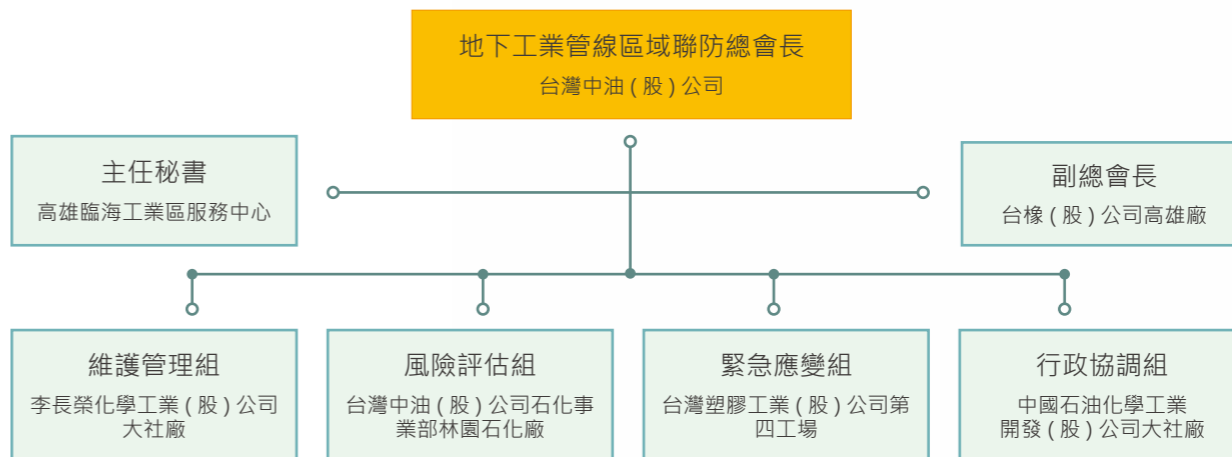 地下工業管線區域聯防總會長
台灣中油 ( 股 ) 公司
主任秘書
高雄臨海工業區服務中心
副總會長
台橡 ( 股 ) 公司高雄廠
維護管理組
李長榮化學工業 ( 股 ) 公司
大社廠
風險評估組
台灣中油 ( 股 ) 公司石化事
業部林園石化廠
緊急應變組
台灣塑膠工業 ( 股 ) 公司第
四工場
行政協調組
中國石油化學工業
開發 ( 股 ) 公司大社廠